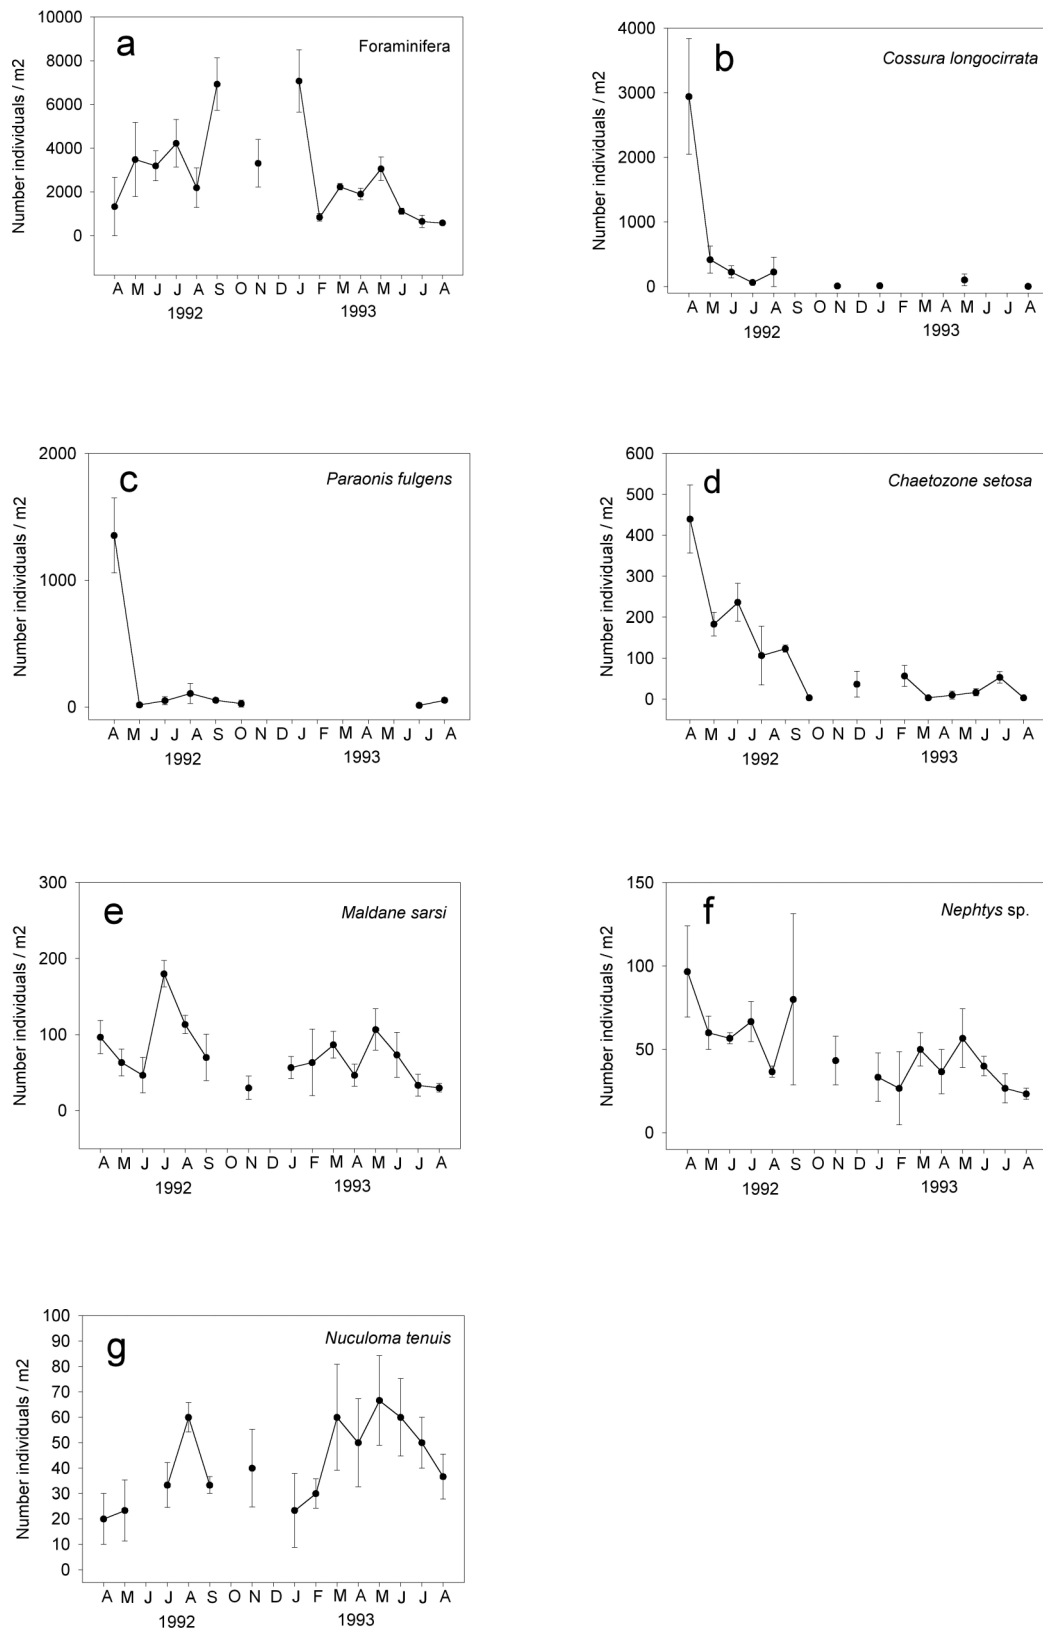 a
Foraminifera
Number individuals / m2
10000
8000
6000
4000
2000
0
A M J J A S O N D J F M A M J J A
1992 1993
b
Cossura longocirrata
Number individuals / m2
4000
3000
2000
1000
0
A M J J A S O N D J F M A M J J A
1992 1993
c
Paraonis fulgens
Number individuals / m2
2000
1000
0
A M J J A S O N D J F M A M J J A
1992 1993
d
Chaetozone setosa
Number individuals / m2
600
500
400
300
200
100
0
A M J J A S O N D J F M A M J J A
1992 1993
e
Maldane sarsi
Number individuals / m2
300
200
100
0
A M J J A S O N D J F M A M J J A
1992 1993
f
Nephtys sp.
Number individuals / m2
150
100
50
0
A M J J A S O N D J F M A M J J A
1992 1993
g
Nuculoma tenuis
Number individuals / m2
100
90
80
70
60
50
40
30
20
10
0
A M J J A S O N D J F M A M J J A
1992 1993